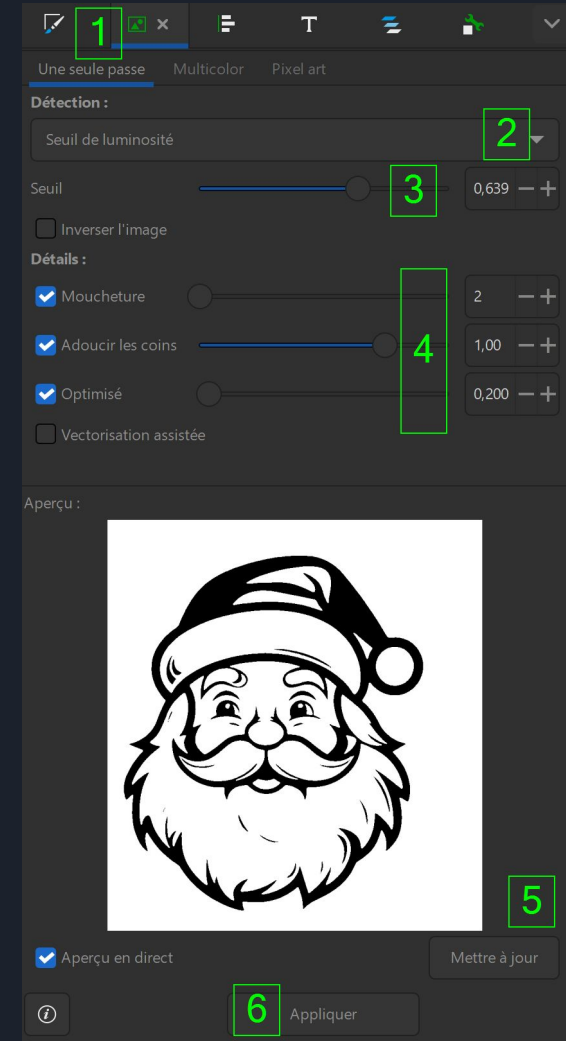 1 T
Une seule passe Multicolor Pixel art
Détection :
Seuil de luminosité 2
Seuil 3 0,639
Inverser l'image
Détails :
Moucheture 2
Adoucir les coins 4 1,00
Optimisé 0,200
Vectorisation assistée
Aperçu :
5
Aperçu en direct Mettre à jour
6 Appliquer